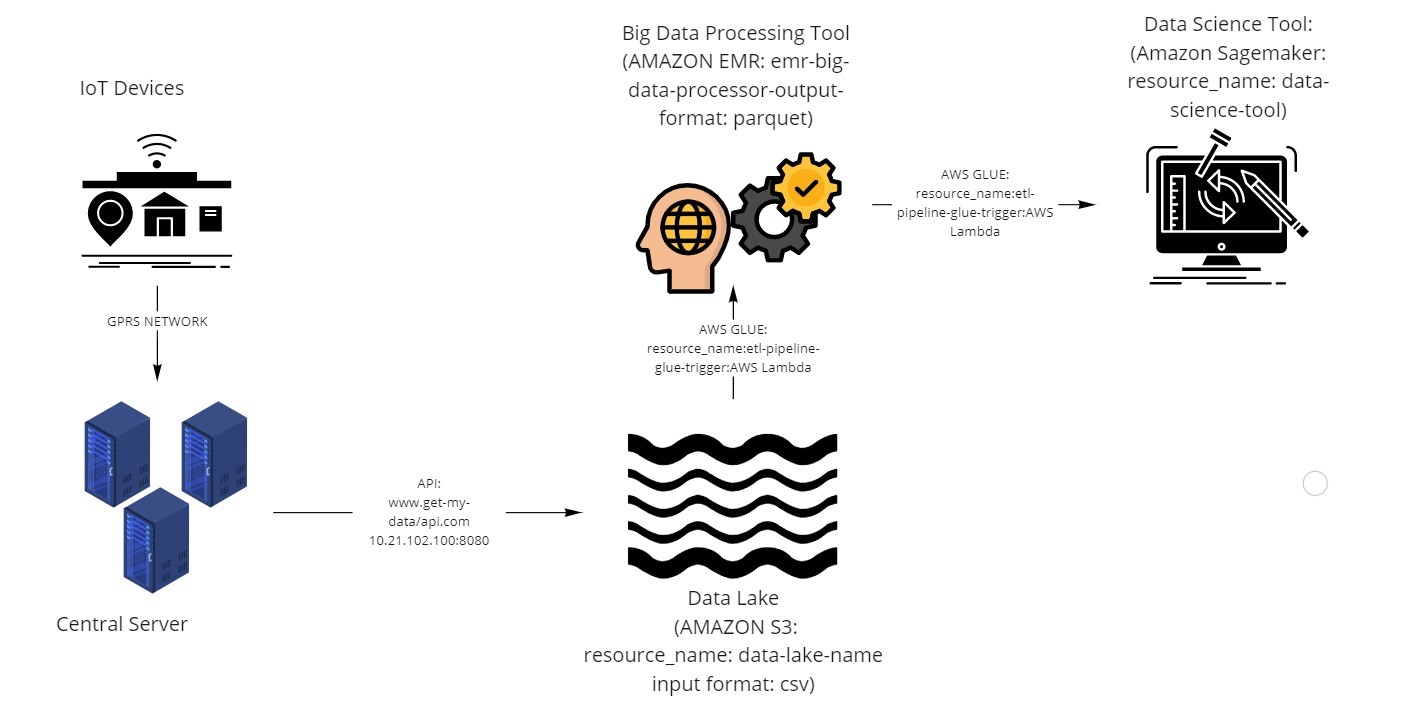 IoT Devices
GPRS NETWORK
Central Server
API:
www.get-my-
data/api.com
10.21.102.100:8080
Data Lake
(AMAZON S3:
resource_name: data-lake-name
input format: csv)
AWS GLUE:
resource_name:etl-pipeline-
glue-trigger:AWS Lambda
Big Data Processing Tool
(AMAZON EMR: emr-big-
data-processor-output-
format: parquet)
AWS GLUE:
resource_name:etl-
pipeline-glue-trigger:AWS
Lambda
Data Science Tool:
(Amazon Sagemaker:
resource_name: data-
science-tool)